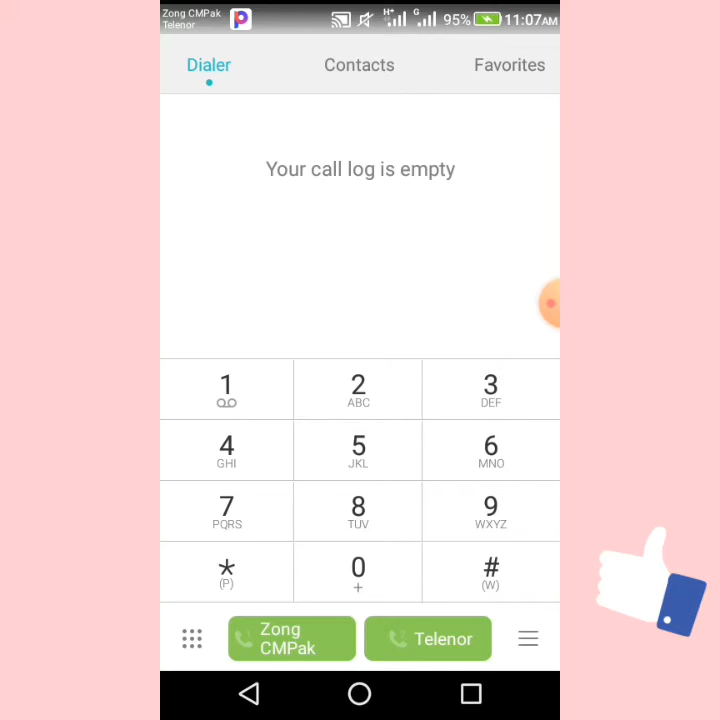 Zong CMPak
Telenor
H+ G 95% 11:07AM
Dialer Contacts Favorites
Your call log is empty
1 2 3
ABC DEF
4 5 6
GHI JKL MNO
7 8 9
PQRS TUV WXYZ
* 0 #
(P) + (W)
Zong
CMPak
Telenor